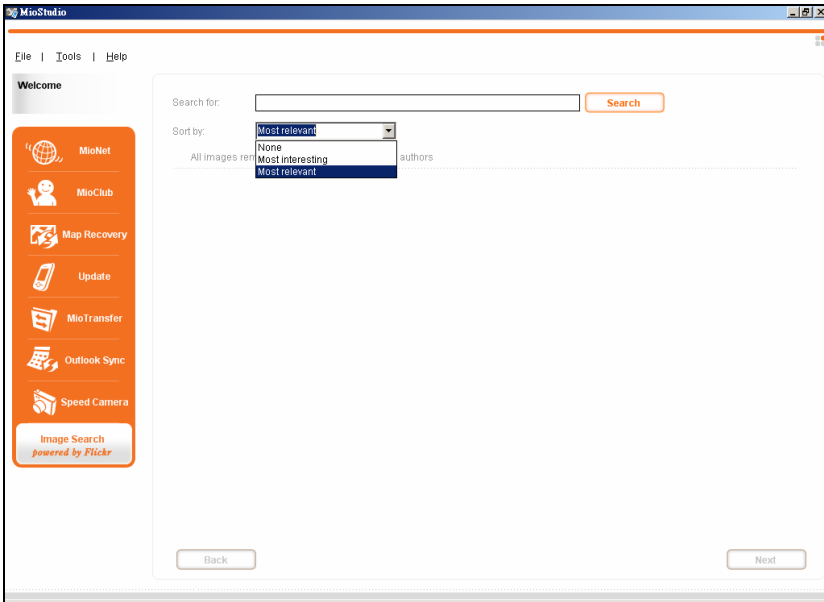 MioStudio
File | Tools | Help
Welcome
MioNet
MioClub
Map Recovery
Update
MioTransfer
Outlook Sync
Speed Camera
Image Search
powered by Flickr
Search for:
Search
Sort by:
Most relevant
None
Most interesting
Most relevant
All images authors
Back
Next